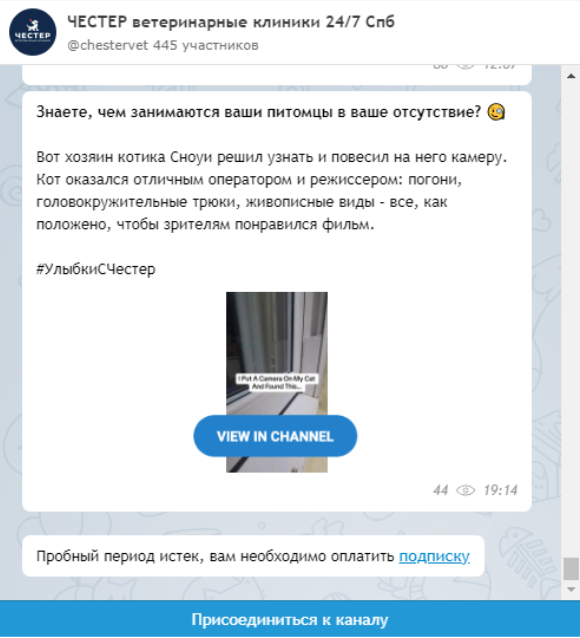 ЧЕСТЕР ветеринарные клиники 24/7 Спб
ЧЕСТЕР
@chestervet 445 участников
Знаете, чем занимаются ваши питомцы в ваше отсутствие?
Вот хозяин котика Сноуи решил узнать и повесил на него камеру.
Кот оказался отличным оператором и режиссером: погони,
головокружительные трюки, живописные виды - все, как
положено, чтобы зрителям понравился фильм.
#УлыбкиСЧестер
I Put A Camera On My Cat
And Found This...
VIEW IN CHANNEL
44 19:14
Пробный период истек, вам необходимо оплатить подписку
Присоединиться к каналу